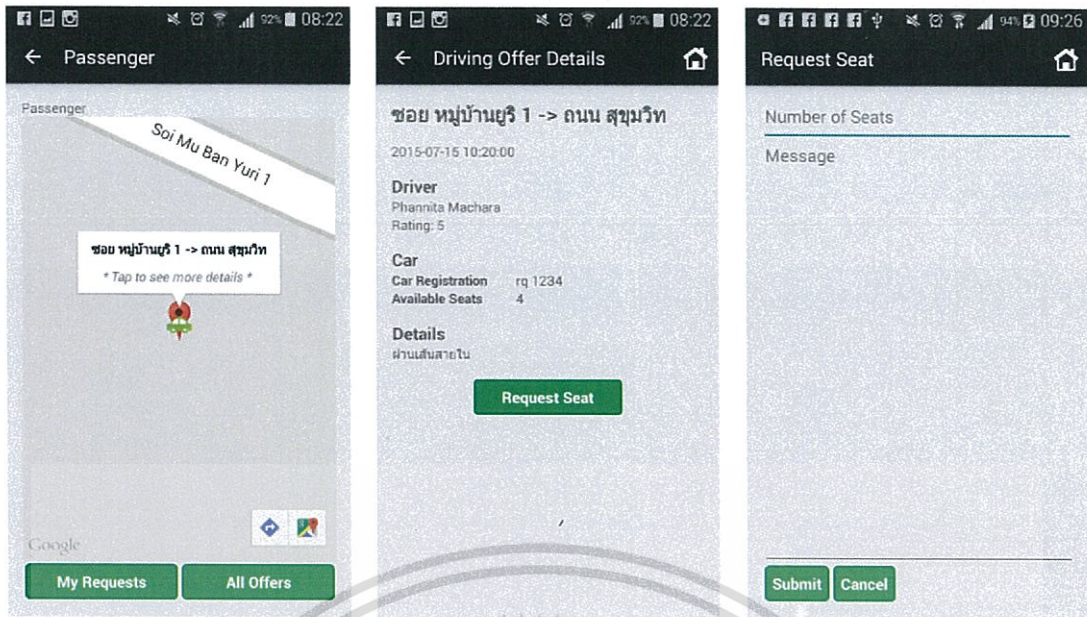 92% 08:22
Passenger
Passenger
Soi Mu Ban Yuri 1
ซอย หมู่บ้านยูริ 1 -> ถนน สุขุมวิท
* Tap to see more details *
Google
My Requests
All Offers
92% 08:22
Driving Offer Details
ซอย หมู่บ้านยูริ 1 -> ถนน สุขุมวิท
2015-07-15 10:20:00
Driver
Phannita Machara
Rating: 5
Car
Car Registration rq 1234
Available Seats 4
Details
ผ่านเส้นสายใน
Request Seat
94% 09:26
Request Seat
Number of Seats
Message
Submit
Cancel